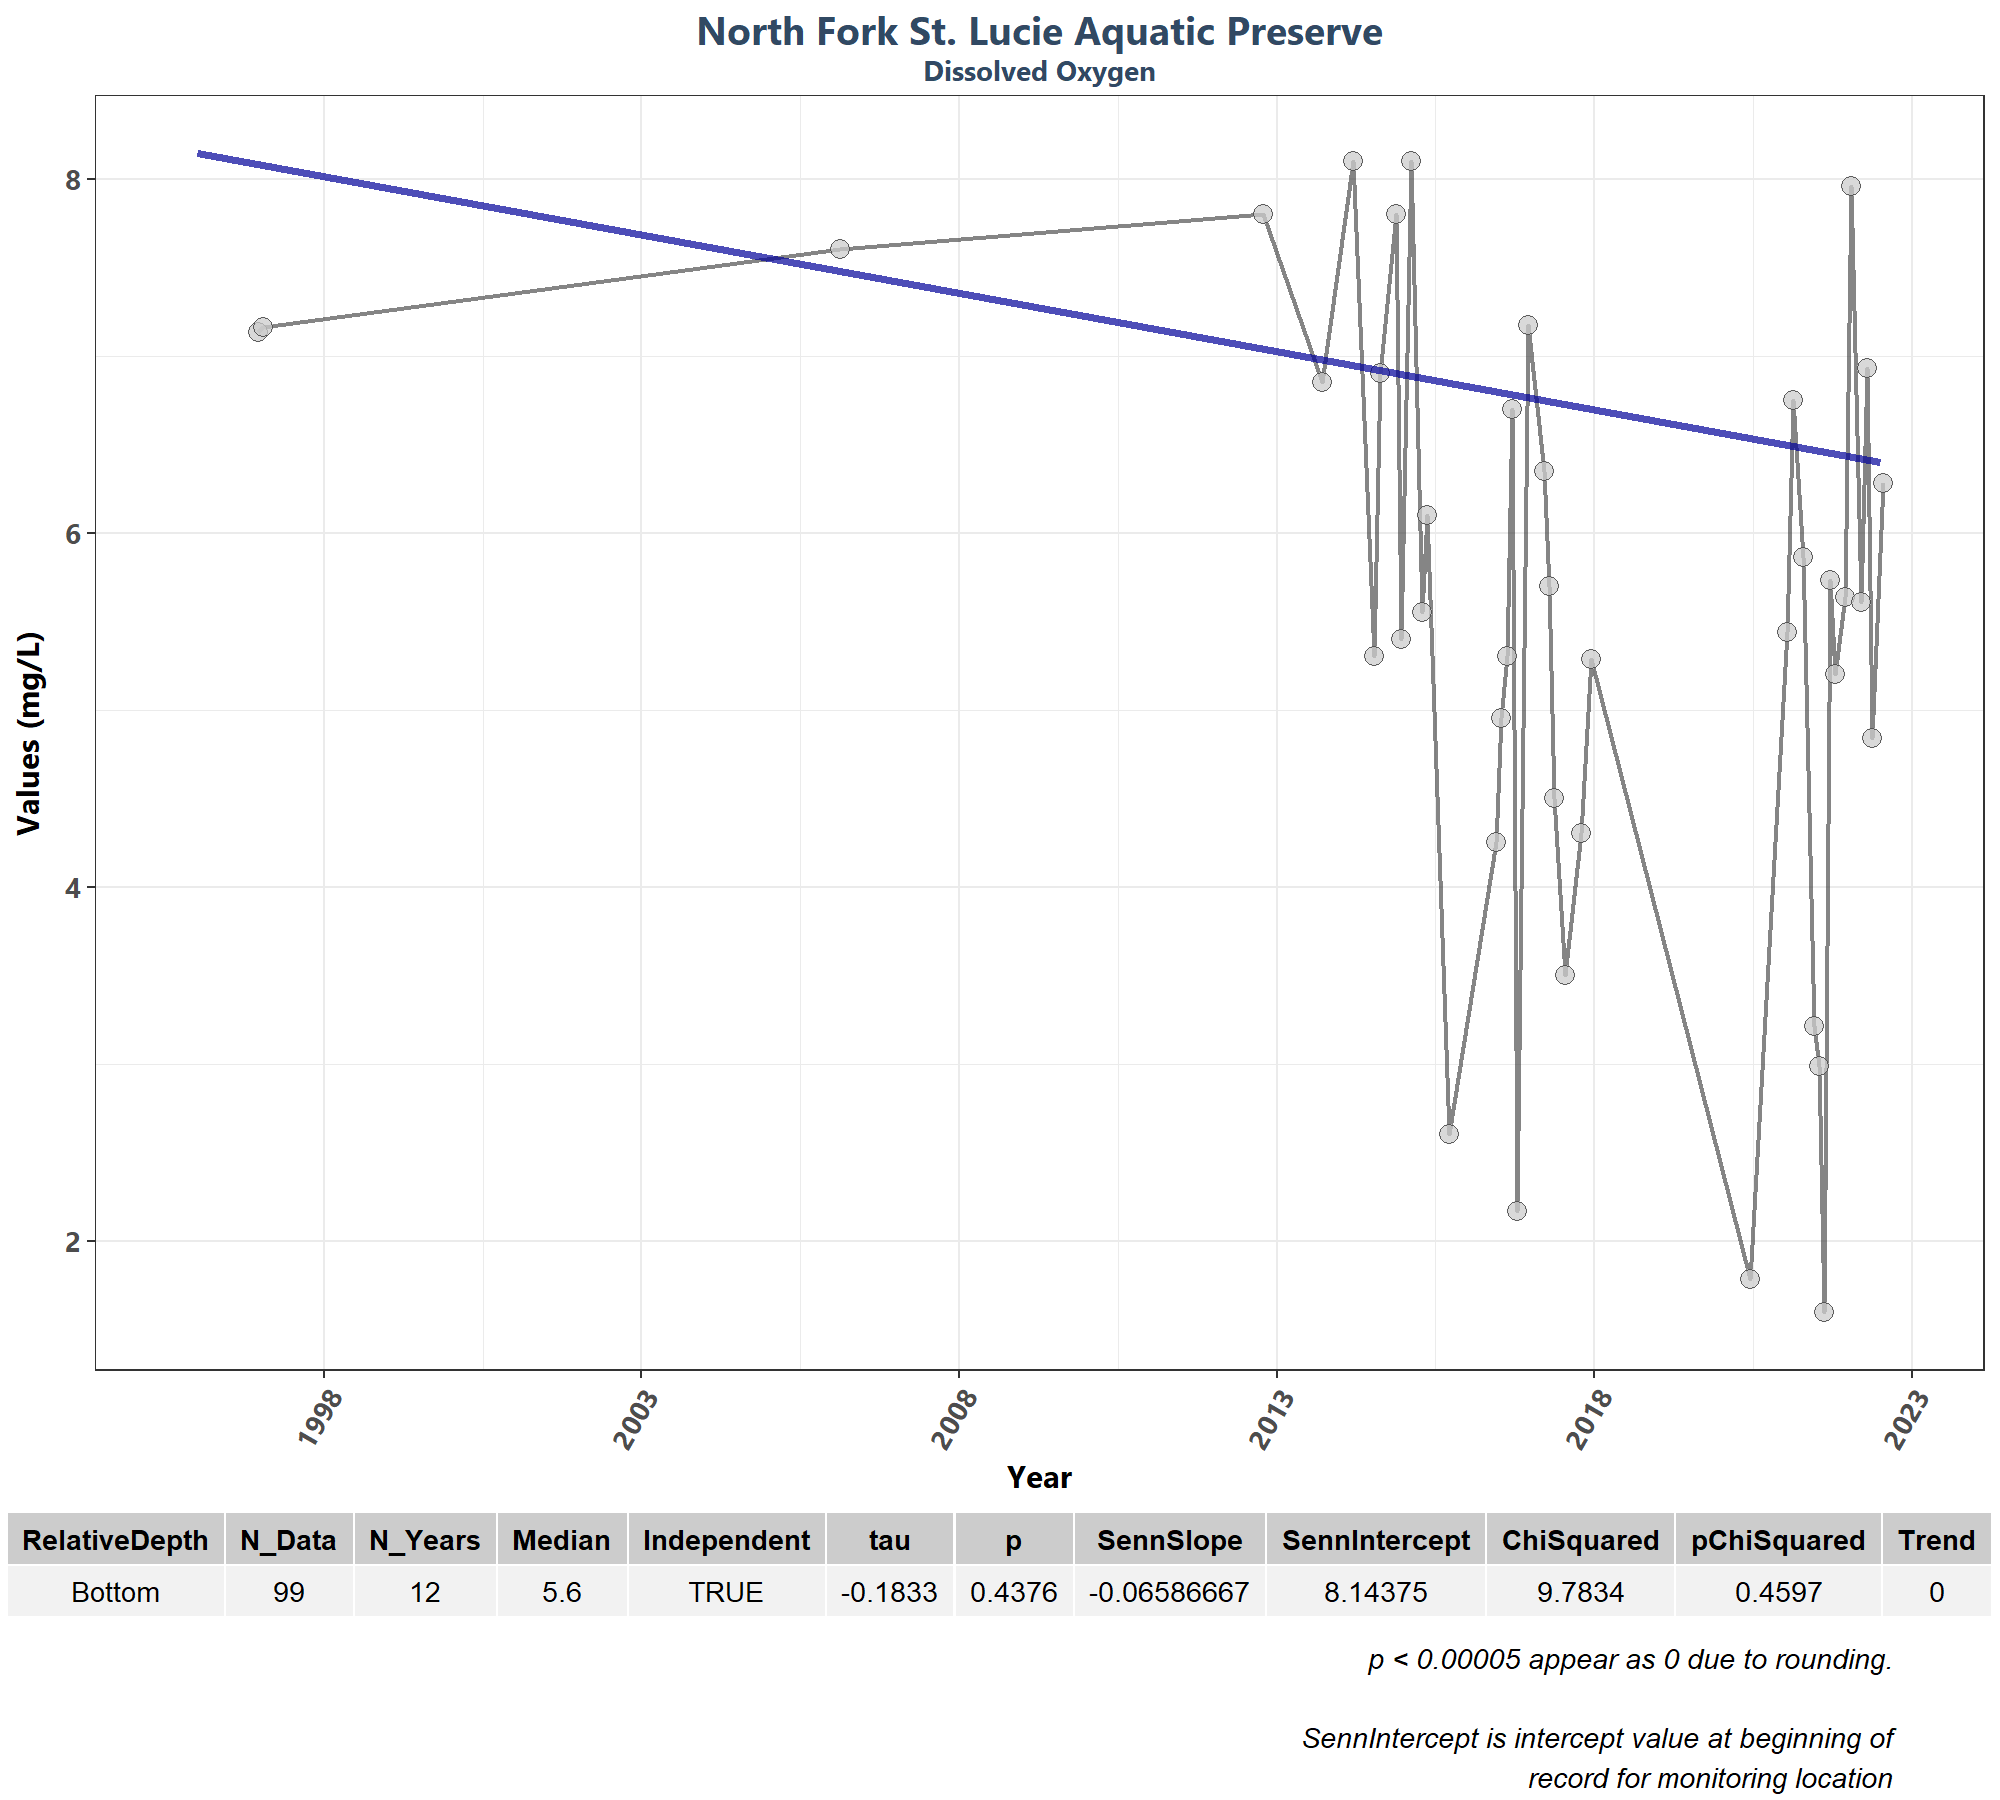 North Fork St. Lucie Aquatic Preserve
Dissolved Oxygen
Values (mg/L)
8
6
4
2
1998 2003 2008 2013 2018 2023
Year
RelativeDepth N_Data N_Years Median Independent tau p SennSlope SennIntercept ChiSquared pChiSquared Trend
Bottom 99 12 5.6 TRUE -0.1833 0.4376 -0.06586667 8.14375 9.7834 0.4597 0
p < 0.00005 appear as 0 due to rounding.
SennIntercept is intercept value at beginning of
record for monitoring location